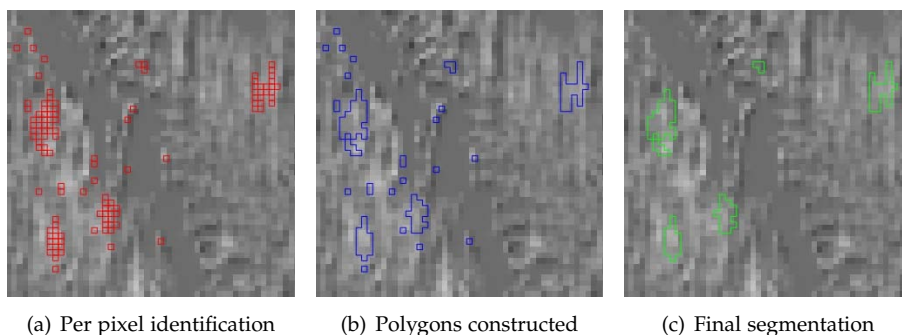 (a) Per pixel identification
(b) Polygons constructed
(c) Final segmentation